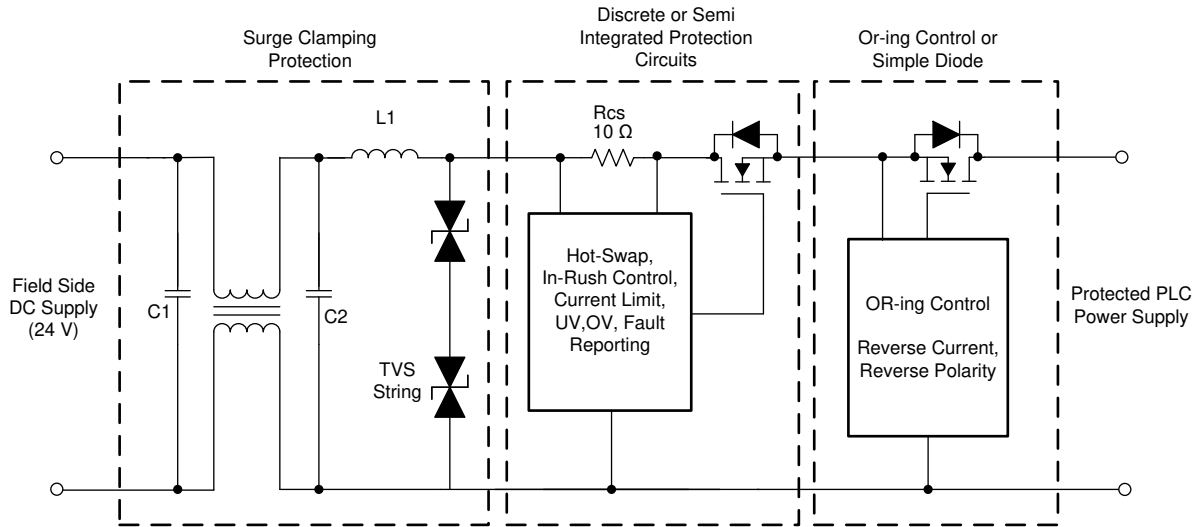 Surge Clamping
Protection
Discrete or Semi
Integrated Protection
Circuits
Or-ing Control or
Simple Diode
L1
Rcs
10 Ω
Field Side
DC Supply
(24 V)
C1
C2
TVS
String
Hot-Swap,
In-Rush Control,
Current Limit,
UV,OV, Fault
Reporting
OR-ing Control
Reverse Current,
Reverse Polarity
Protected PLC
Power Supply